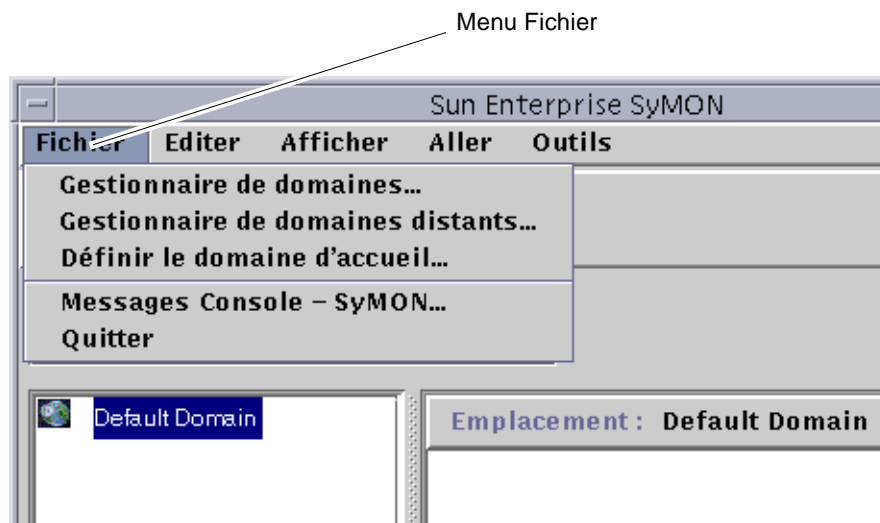 Menu Fichier
Sun Enterprise SyMON
Fichier Editer Afficher Aller Outils
Gestionnaire de domaines...
Gestionnaire de domaines distants...
Définir le domaine d'accueil...
Messages Console – SyMON...
Quitter
Default Domain
Emplacement : Default Domain